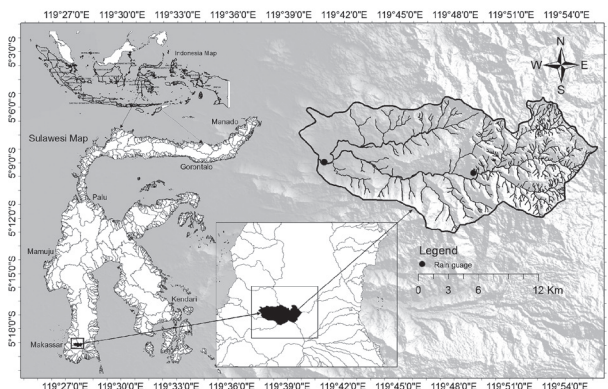 119°27'0"E 119°30'0"E 119°33'0"E 119°36'0"E 119°39'0"E 119°42'0"E 119°45'0"E 119°48'0"E 119°51'0"E 119°54'0"E
5°3'0"S
5°6'0"S
5°9'0"S
5°12'0"S
5°15'0"S
5°18'0"S
5°1'0"S
Indonesia Map
N
W E
S
Sulawesi Map
Manado
Gorontalo
Palu
Mamuju
Kendari
Makassar
Legend
Rain guage
0 3 6 12 Km
119°27'0"E 119°30'0"E 119°33'0"E 119°36'0"E 119°39'0"E 119°42'0"E 119°45'0"E 119°48'0"E 119°51'0"E 119°54'0"E